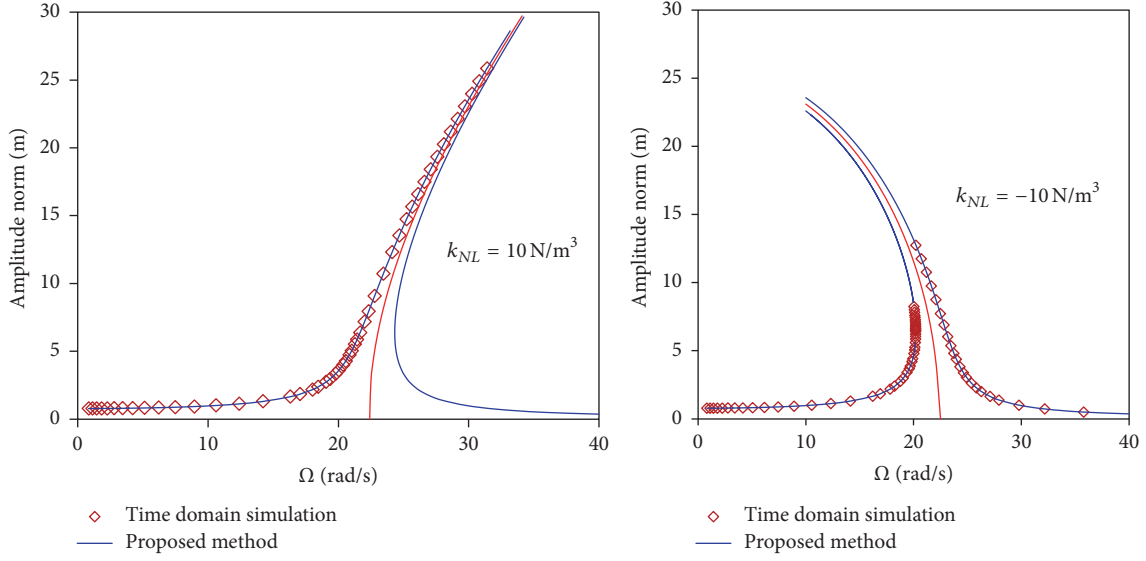 30
25
20
15
10
5
0
Amplitude norm (m)
k_NL = 10 N/m³
0 10 20 30 40
Ω (rad/s)
Time domain simulation
Proposed method
30
25
20
15
10
5
0
Amplitude norm (m)
k_NL = −10 N/m³
0 10 20 30 40
Ω (rad/s)
Time domain simulation
Proposed method